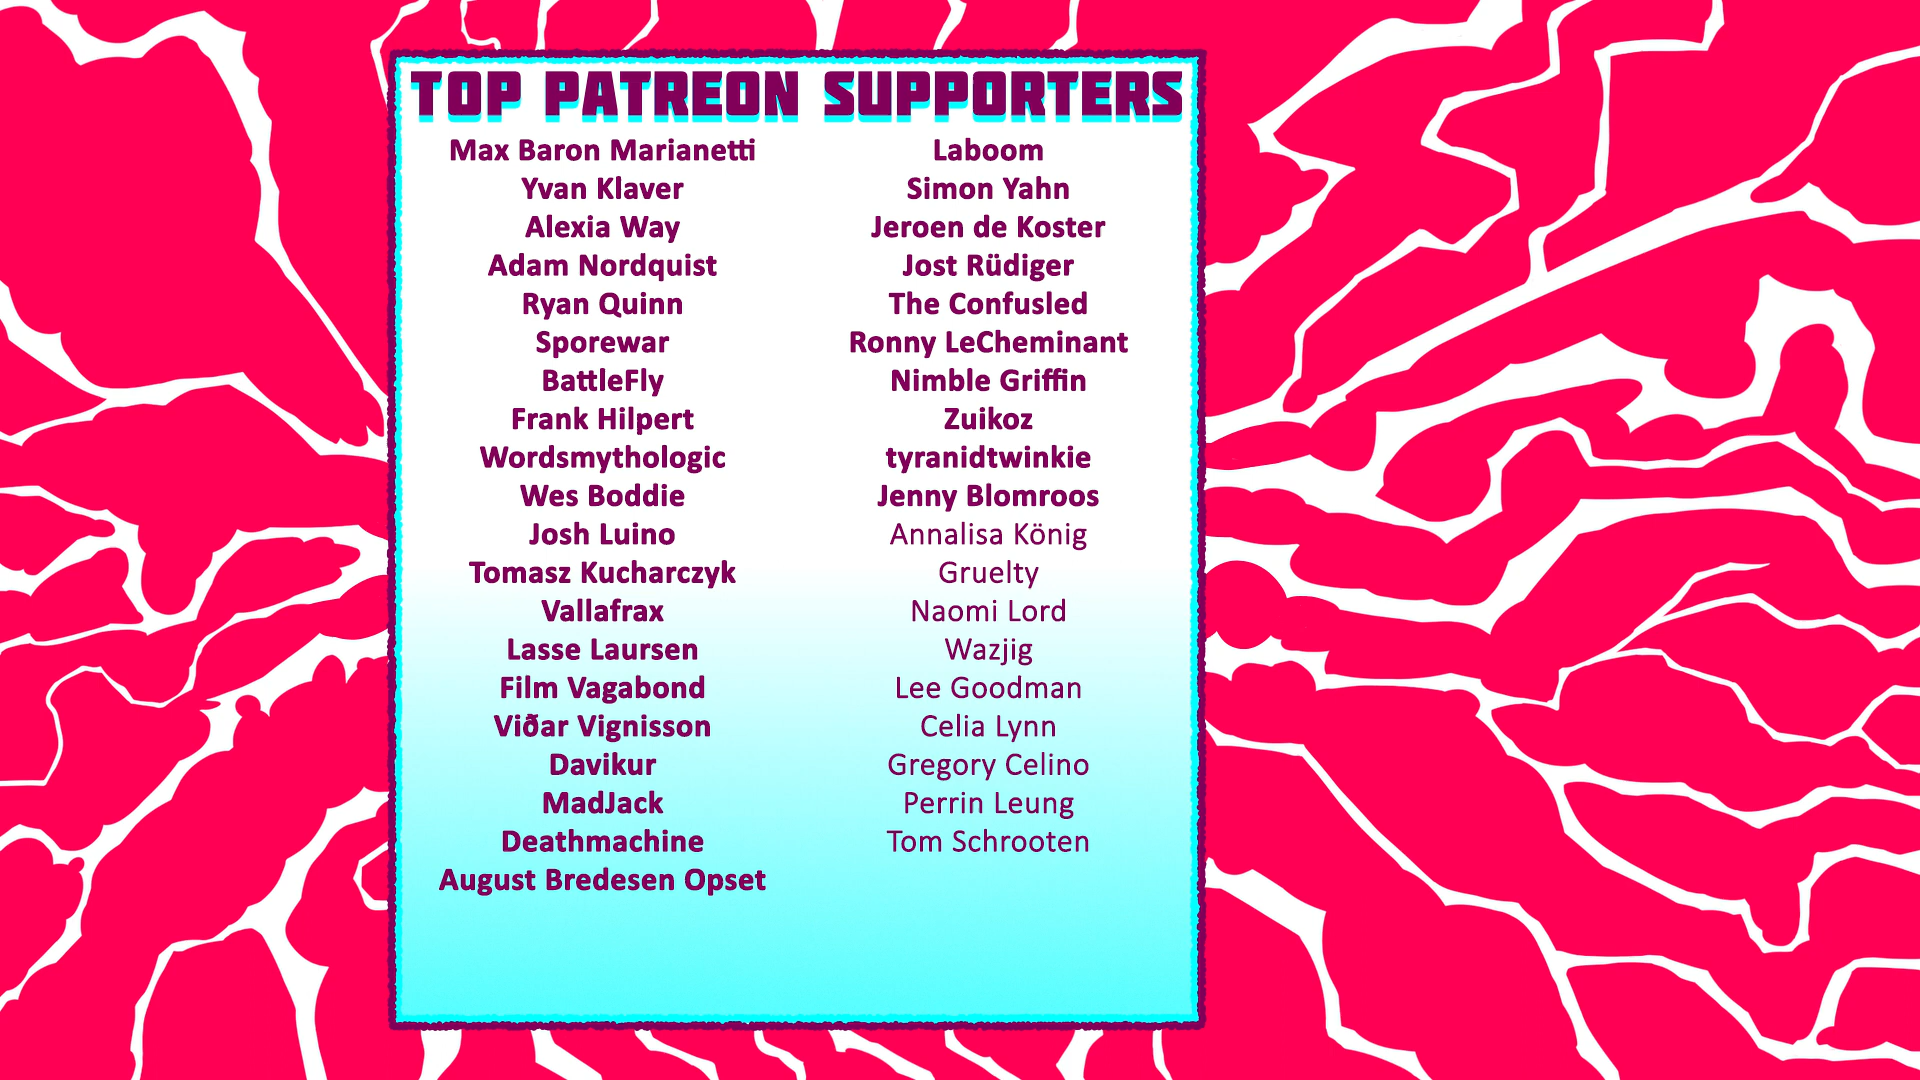 TOP PATREON SUPPORTERS
Max Baron Marianetti
Yvan Klaver
Alexia Way
Adam Nordquist
Ryan Quinn
Sporewar
BattleFly
Frank Hilpert
Wordsmythologic
Wes Boddie
Josh Luino
Tomasz Kucharczyk
Vallafrax
Lasse Laursen
Film Vagabond
Viðar Vignisson
Davikur
MadJack
Deathmachine
August Bredesen Opset
Laboom
Simon Yahn
Jeroen de Koster
Jost Rüdiger
The Confusled
Ronny LeCheminant
Nimble Griffin
Zuikoz
tyranidtwinkie
Jenny Blomroos
Annalisa König
Gruelty
Naomi Lord
Wazjig
Lee Goodman
Celia Lynn
Gregory Celino
Perrin Leung
Tom Schrooten